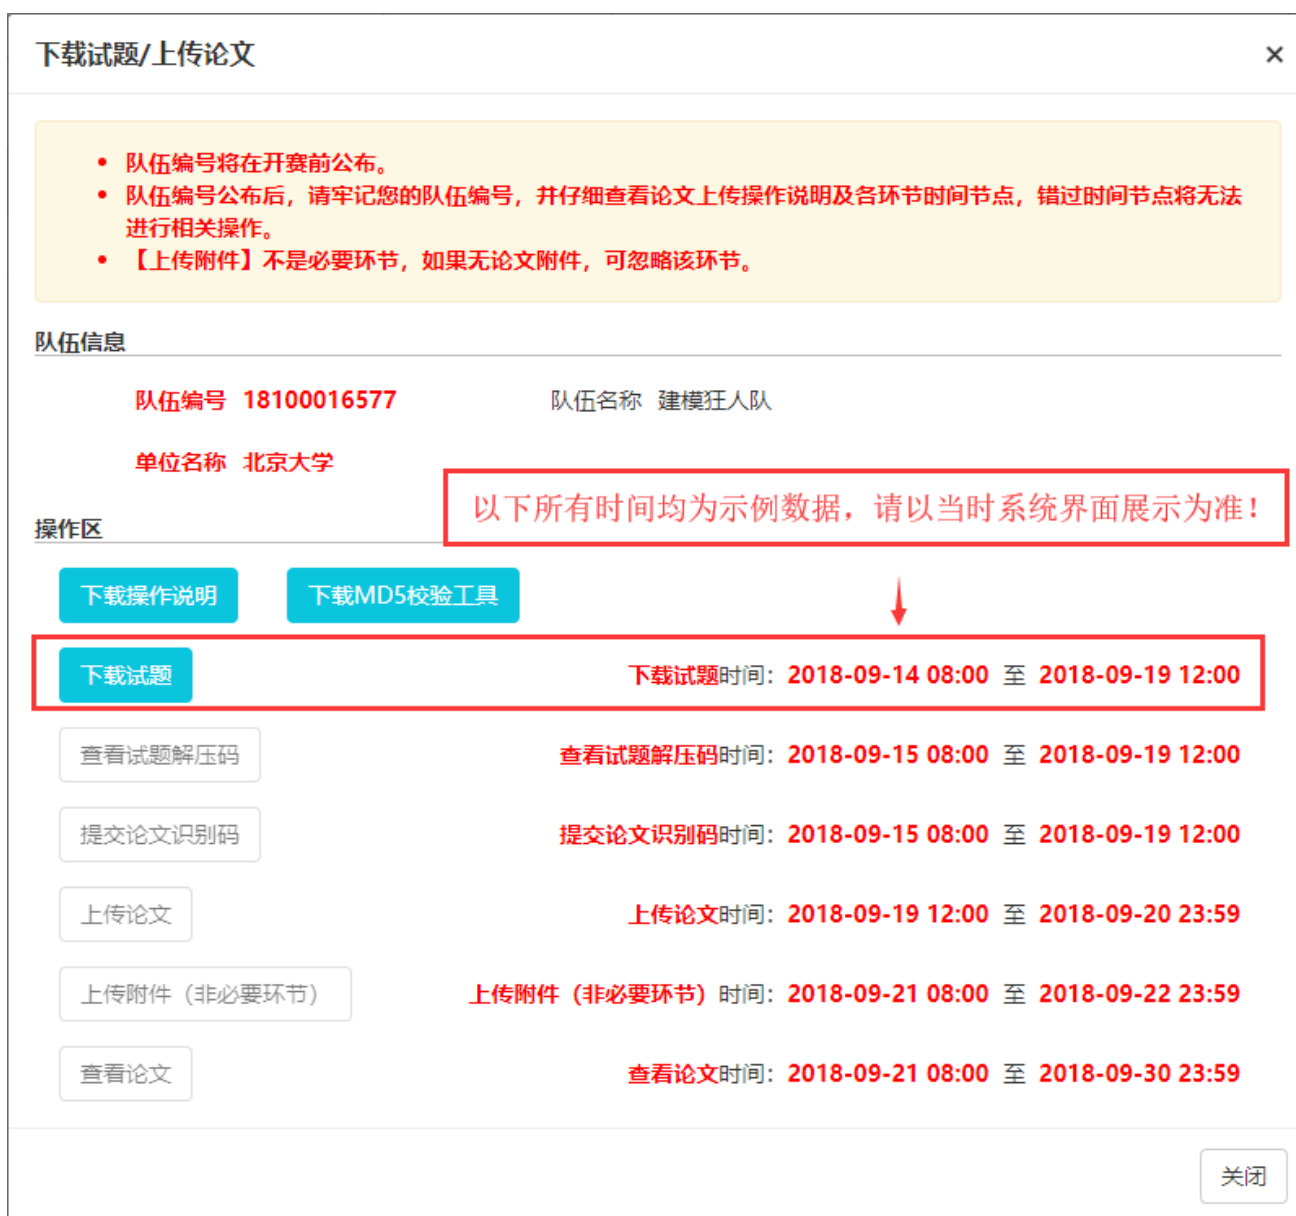 下载试题/上传论文
×
队伍编号将在开赛前公布。
队伍编号公布后，请牢记您的队伍编号，并仔细查看论文上传操作说明及各环节时间节点，错过时间节点将无法
进行相关操作。
【上传附件】不是必要环节，如果无论文附件，可忽略该环节。
队伍信息
队伍编号 18100016577 队伍名称 建模狂人队
单位名称 北京大学
以下所有时间均为示例数据，请以当时系统界面展示为准！
操作区
下载操作说明 下载MD5校验工具
下载试题 下载试题时间：2018-09-14 08:00 至 2018-09-19 12:00
查看试题解压码 查看试题解压码时间：2018-09-15 08:00 至 2018-09-19 12:00
提交论文识别码 提交论文识别码时间：2018-09-15 08:00 至 2018-09-19 12:00
上传论文 上传论文时间：2018-09-19 12:00 至 2018-09-20 23:59
上传附件（非必要环节） 上传附件（非必要环节）时间：2018-09-21 08:00 至 2018-09-22 23:59
查看论文 查看论文时间：2018-09-21 08:00 至 2018-09-30 23:59
关闭